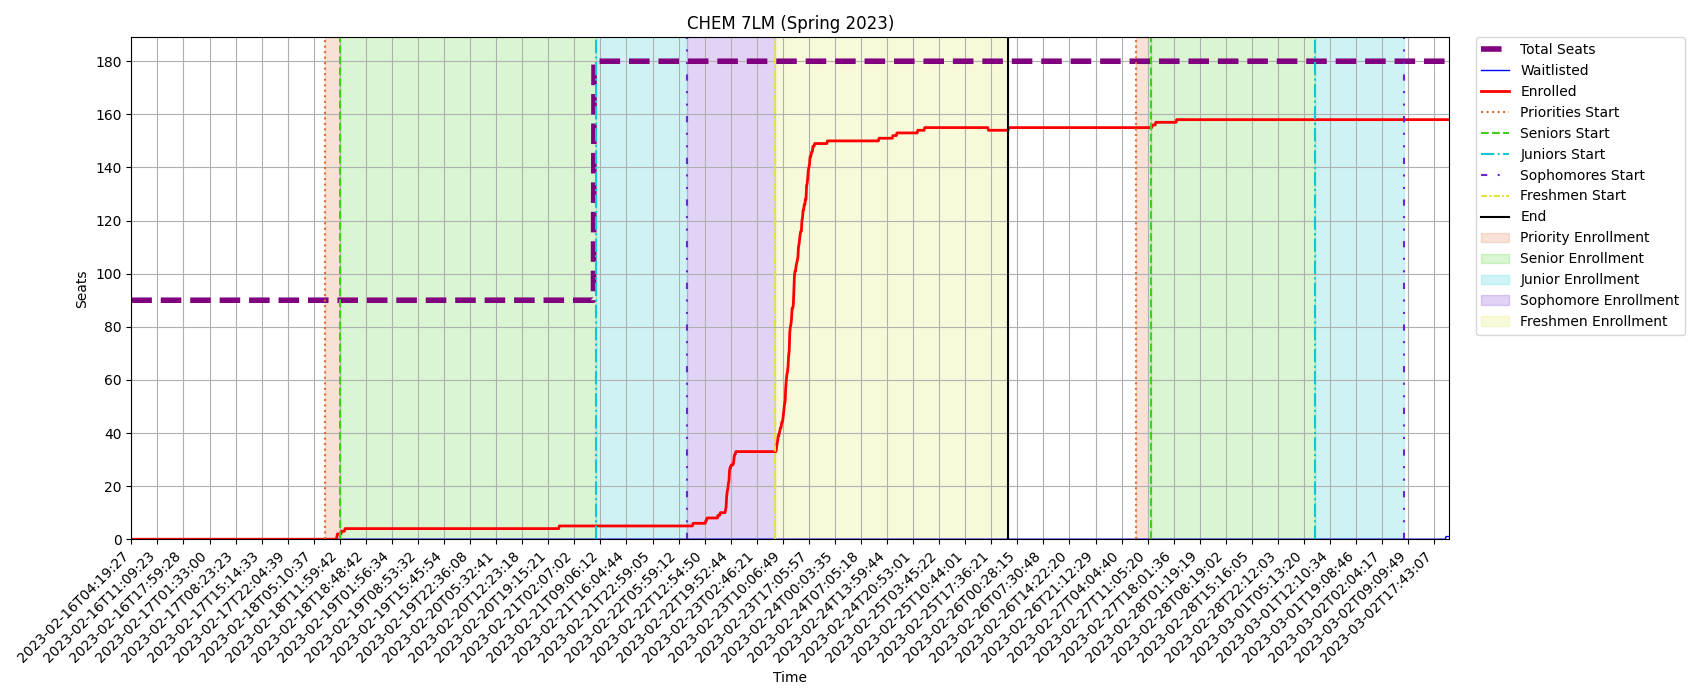 CHEM 7LM (Spring 2023)
Seats
180
160
140
120
100
80
60
40
20
0
2023-02-16T04:19:27
2023-02-16T11:09:23
2023-02-16T17:59:28
2023-02-17T01:33:00
2023-02-17T08:23:23
2023-02-17T15:14:33
2023-02-17T22:04:39
2023-02-18T05:10:37
2023-02-18T11:59:42
2023-02-18T18:48:42
2023-02-19T01:56:34
2023-02-19T08:53:32
2023-02-19T15:45:54
2023-02-19T22:36:08
2023-02-20T05:32:41
2023-02-20T12:23:18
2023-02-20T19:15:21
2023-02-21T02:07:02
2023-02-21T09:06:12
2023-02-21T16:04:44
2023-02-21T22:59:05
2023-02-22T05:59:12
2023-02-22T12:54:50
2023-02-22T19:52:44
2023-02-23T02:46:21
2023-02-23T10:06:49
2023-02-23T17:05:57
2023-02-24T00:03:35
2023-02-24T07:05:18
2023-02-24T13:59:44
2023-02-24T20:53:01
2023-02-25T03:45:22
2023-02-25T10:44:01
2023-02-25T17:36:21
2023-02-26T00:28:15
2023-02-26T07:30:48
2023-02-26T14:22:20
2023-02-26T21:12:29
2023-02-27T04:04:40
2023-02-27T11:05:20
2023-02-27T18:01:36
2023-02-28T01:19:19
2023-02-28T08:19:02
2023-02-28T15:16:05
2023-02-28T22:12:03
2023-03-01T05:13:20
2023-03-01T12:10:34
2023-03-01T19:08:46
2023-03-02T02:04:17
2023-03-02T09:09:49
2023-03-02T17:43:07
Time
Total Seats
Waitlisted
Enrolled
Priorities Start
Seniors Start
Juniors Start
Sophomores Start
Freshmen Start
End
Priority Enrollment
Senior Enrollment
Junior Enrollment
Sophomore Enrollment
Freshmen Enrollment